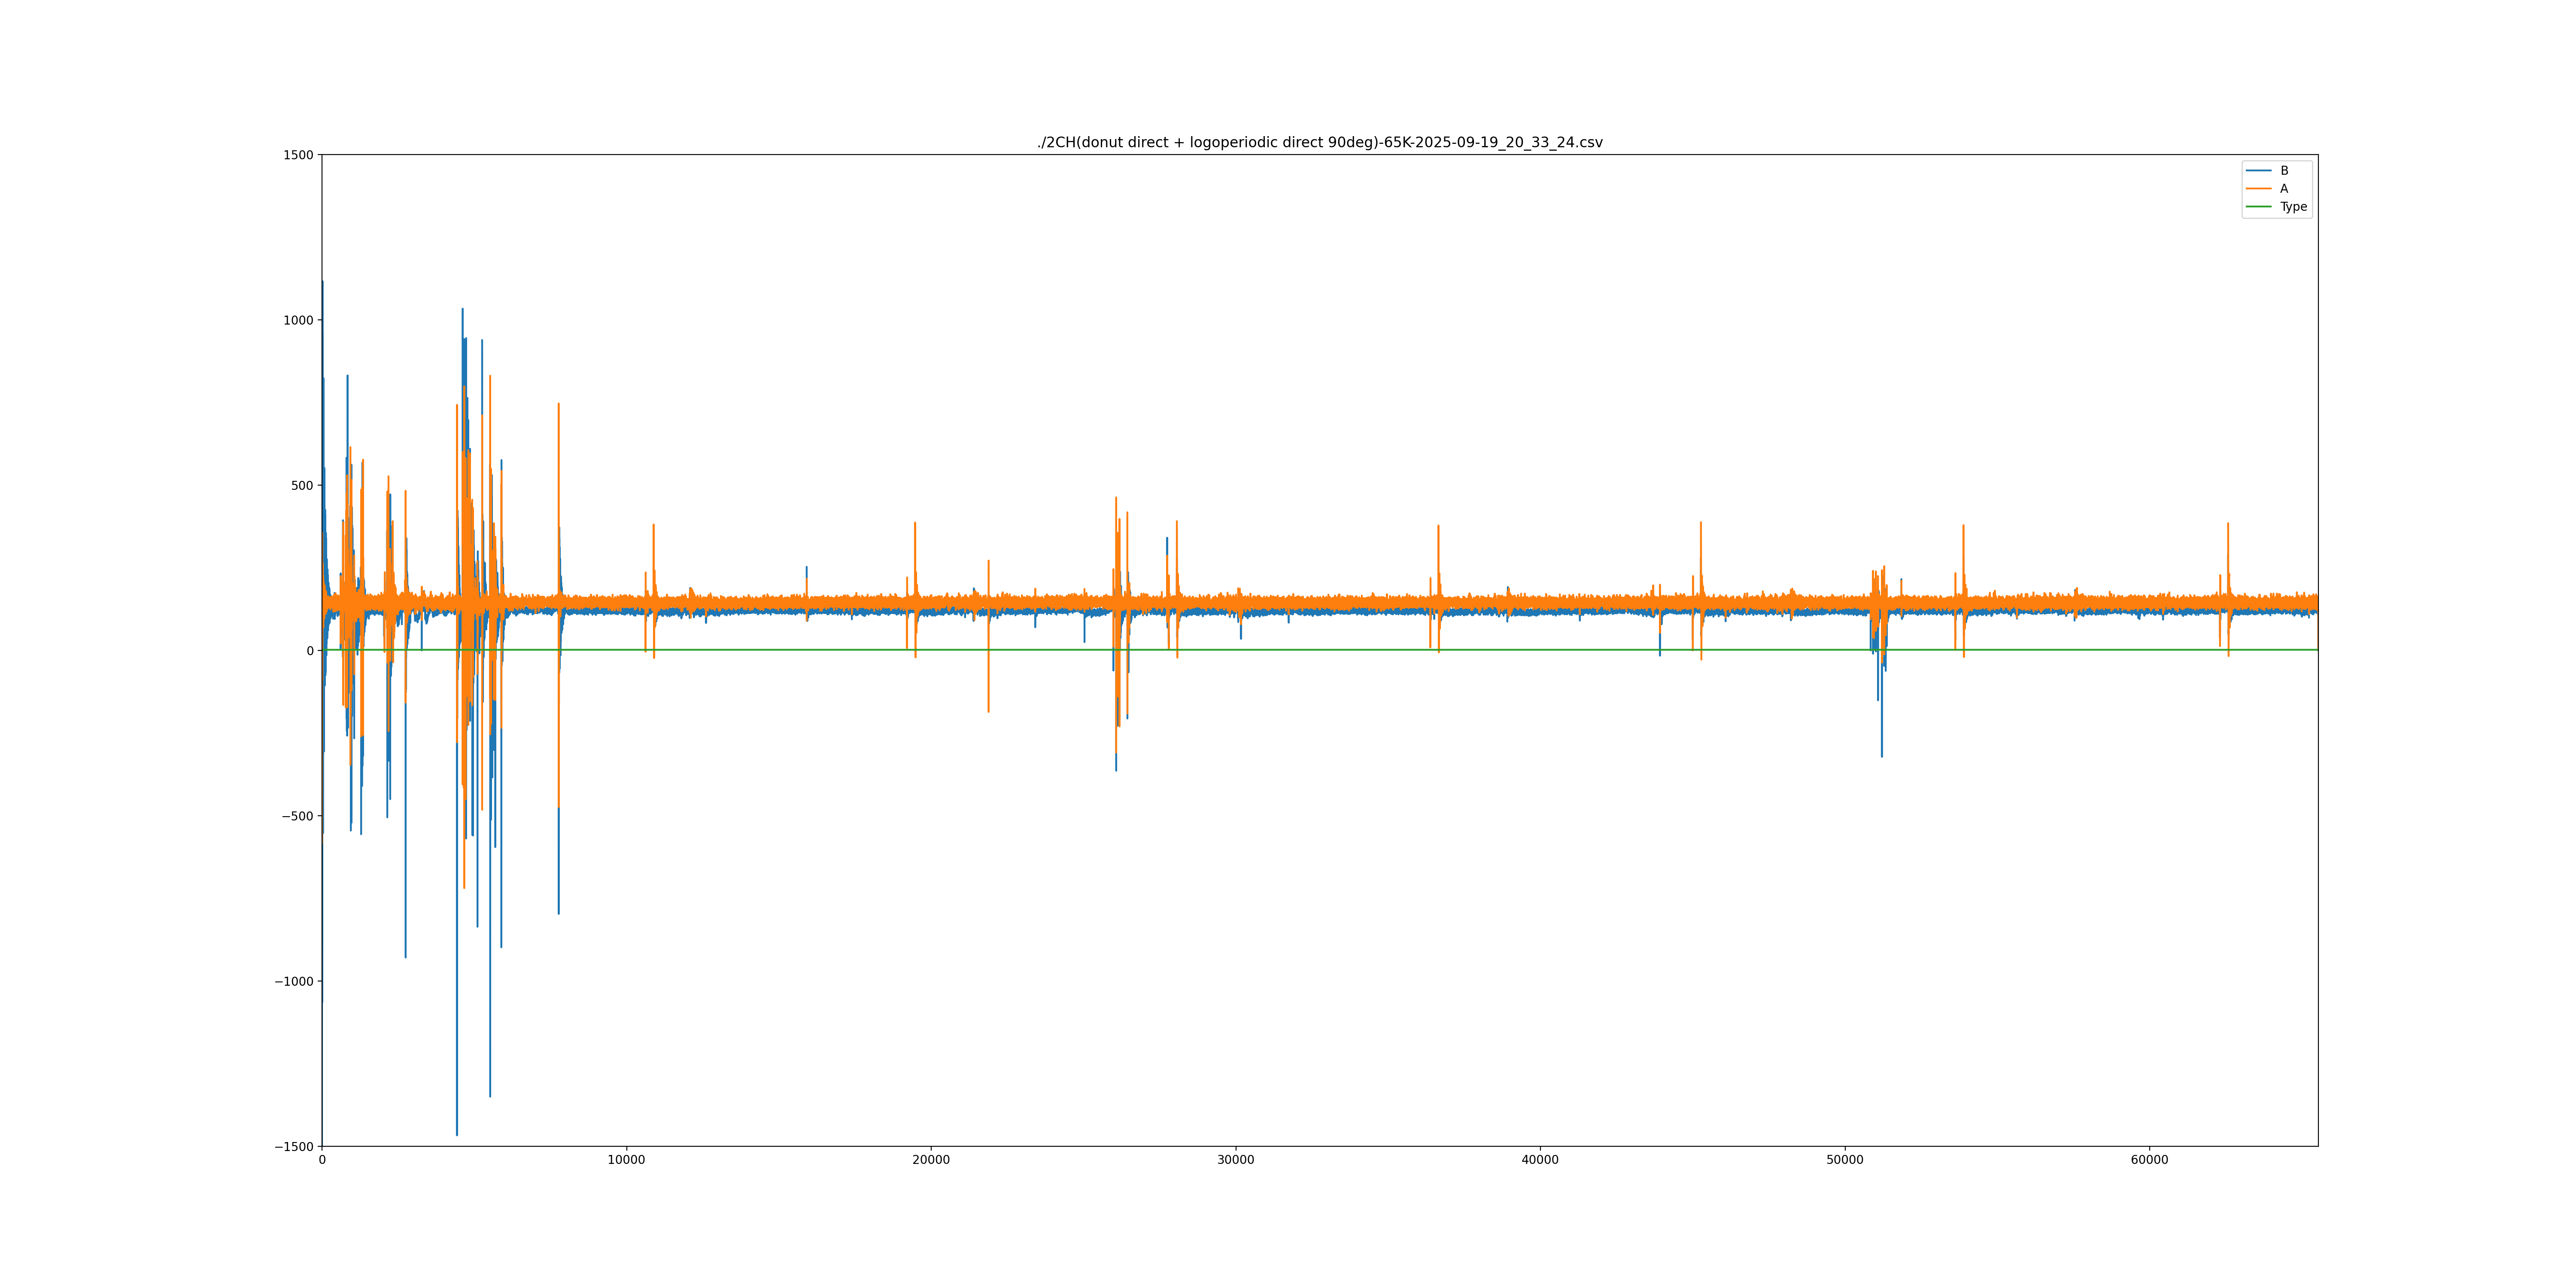 ./2CH(donut direct + logoperiodic direct 90deg)-65K-2025-09-19_20_33_24.csv
1500
1000
500
0
−500
−1000
−1500
B
A
Type
0 10000 20000 30000 40000 50000 60000